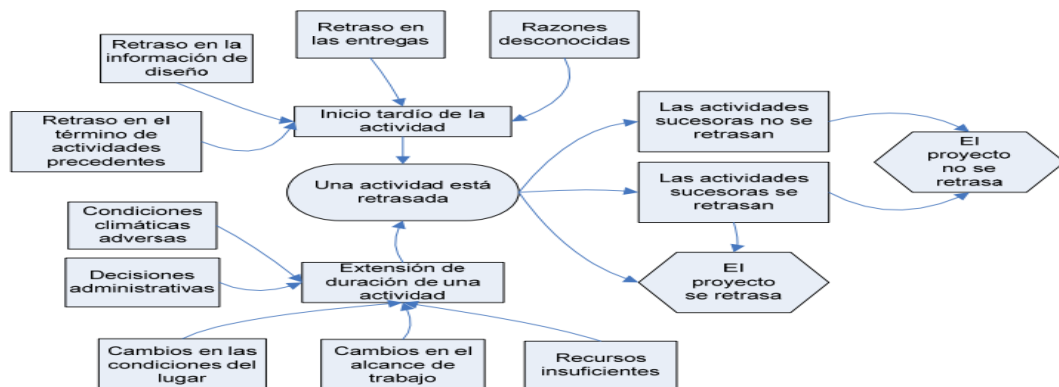 Retraso en la
información de
diseño
Retraso en
las entregas
Razones
desconocidas
Retraso en el
término de
actividades
precedentes
Inicio tardío de la
actividad
Una actividad está
retrasada
Las actividades
sucesoras no se
retrasan
Las actividades
sucesoras se
retrasan
El
proyecto
no se
retrasa
El
proyecto
se retrasa
Condiciones
climáticas
adversas
Decisiones
administrativas
Extensión de
duración de una
actividad
Cambios en las
condiciones del
lugar
Cambios en el
alcance de
trabajo
Recursos
insuficientes